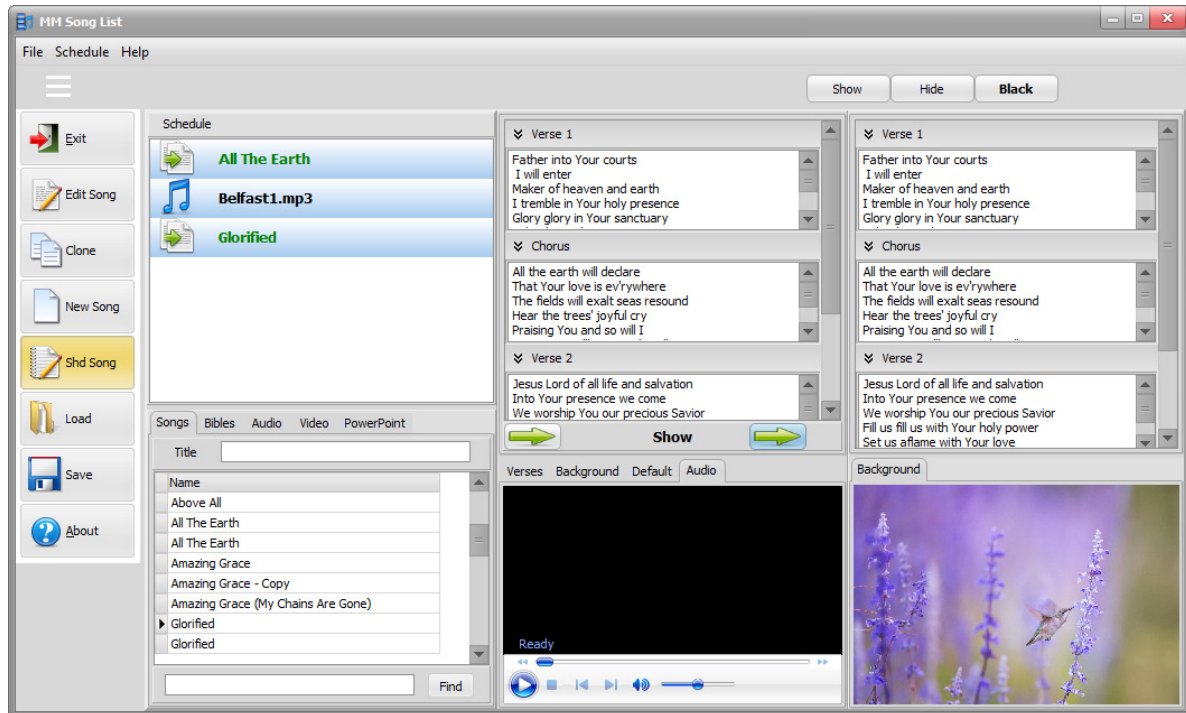 MM Song List
File Schedule Help
Show Hide Black
Exit
Edit Song
Clone
New Song
Shd Song
Load
Save
About
Schedule
All The Earth
Belfast1.mp3
Glorified
Songs Bibles Audio Video PowerPoint
Title
Name
Above All
All The Earth
All The Earth
Amazing Grace
Amazing Grace - Copy
Amazing Grace (My Chains Are Gone)
Glorified
Glorified
Find
Verse 1
Father into Your courts
I will enter
Maker of heaven and earth
I tremble in Your holy presence
Glory glory in Your sanctuary
Chorus
All the earth will declare
That Your love is ev'rywhere
The fields will exalt seas resound
Hear the trees' joyful cry
Praising You and so will I
Verse 2
Jesus Lord of all life and salvation
Into Your presence we come
We worship You our precious Savior
Show
Verses Background Default Audio
Ready
Verse 1
Father into Your courts
I will enter
Maker of heaven and earth
I tremble in Your holy presence
Glory glory in Your sanctuary
Chorus
All the earth will declare
That Your love is ev'rywhere
The fields will exalt seas resound
Hear the trees' joyful cry
Praising You and so will I
Verse 2
Jesus Lord of all life and salvation
Into Your presence we come
We worship You our precious Savior
Fill us fill us with Your holy power
Set us aflame with Your love
Background